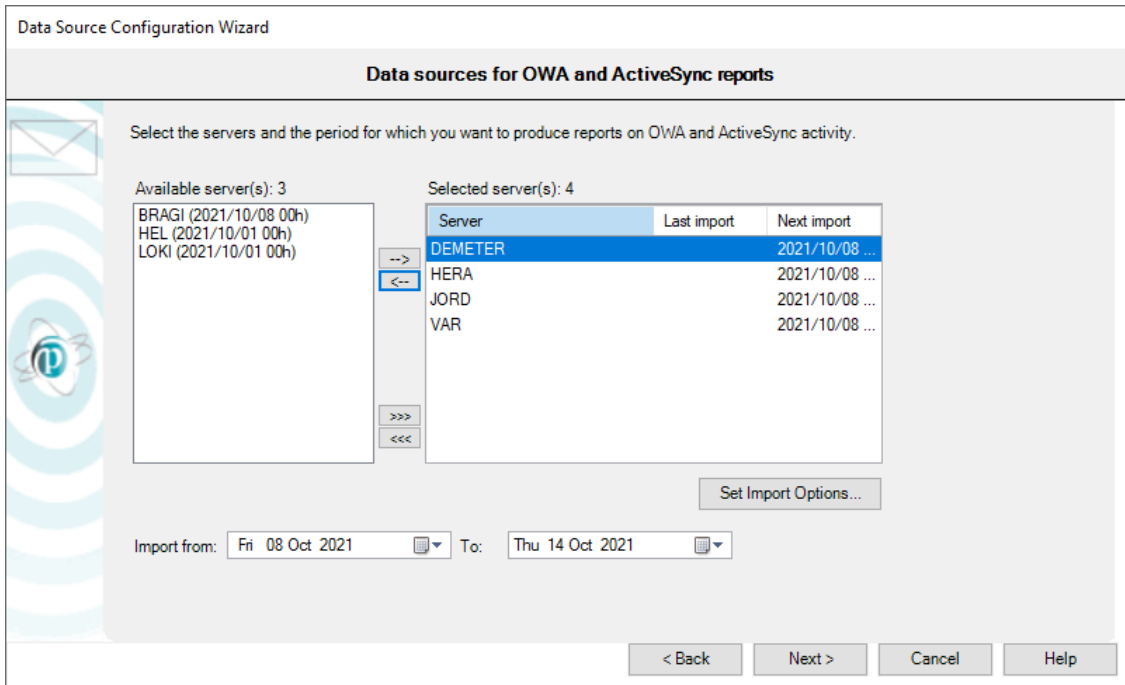 Data Source Configuration Wizard
Data sources for OWA and ActiveSync reports
Select the servers and the period for which you want to produce reports on OWA and ActiveSync activity.
Available server(s): 3
BRAGI (2021/10/08 00h)
HEL (2021/10/01 00h)
LOKI (2021/10/01 00h)
-->
<--
>>>
<<<
Selected server(s): 4
Server Last import Next import
DEMETER 2021/10/08 ...
HERA 2021/10/08 ...
JORD 2021/10/08 ...
VAR 2021/10/08 ...
Set Import Options...
Import from: Fri 08 Oct 2021 To: Thu 14 Oct 2021
< Back Next > Cancel Help